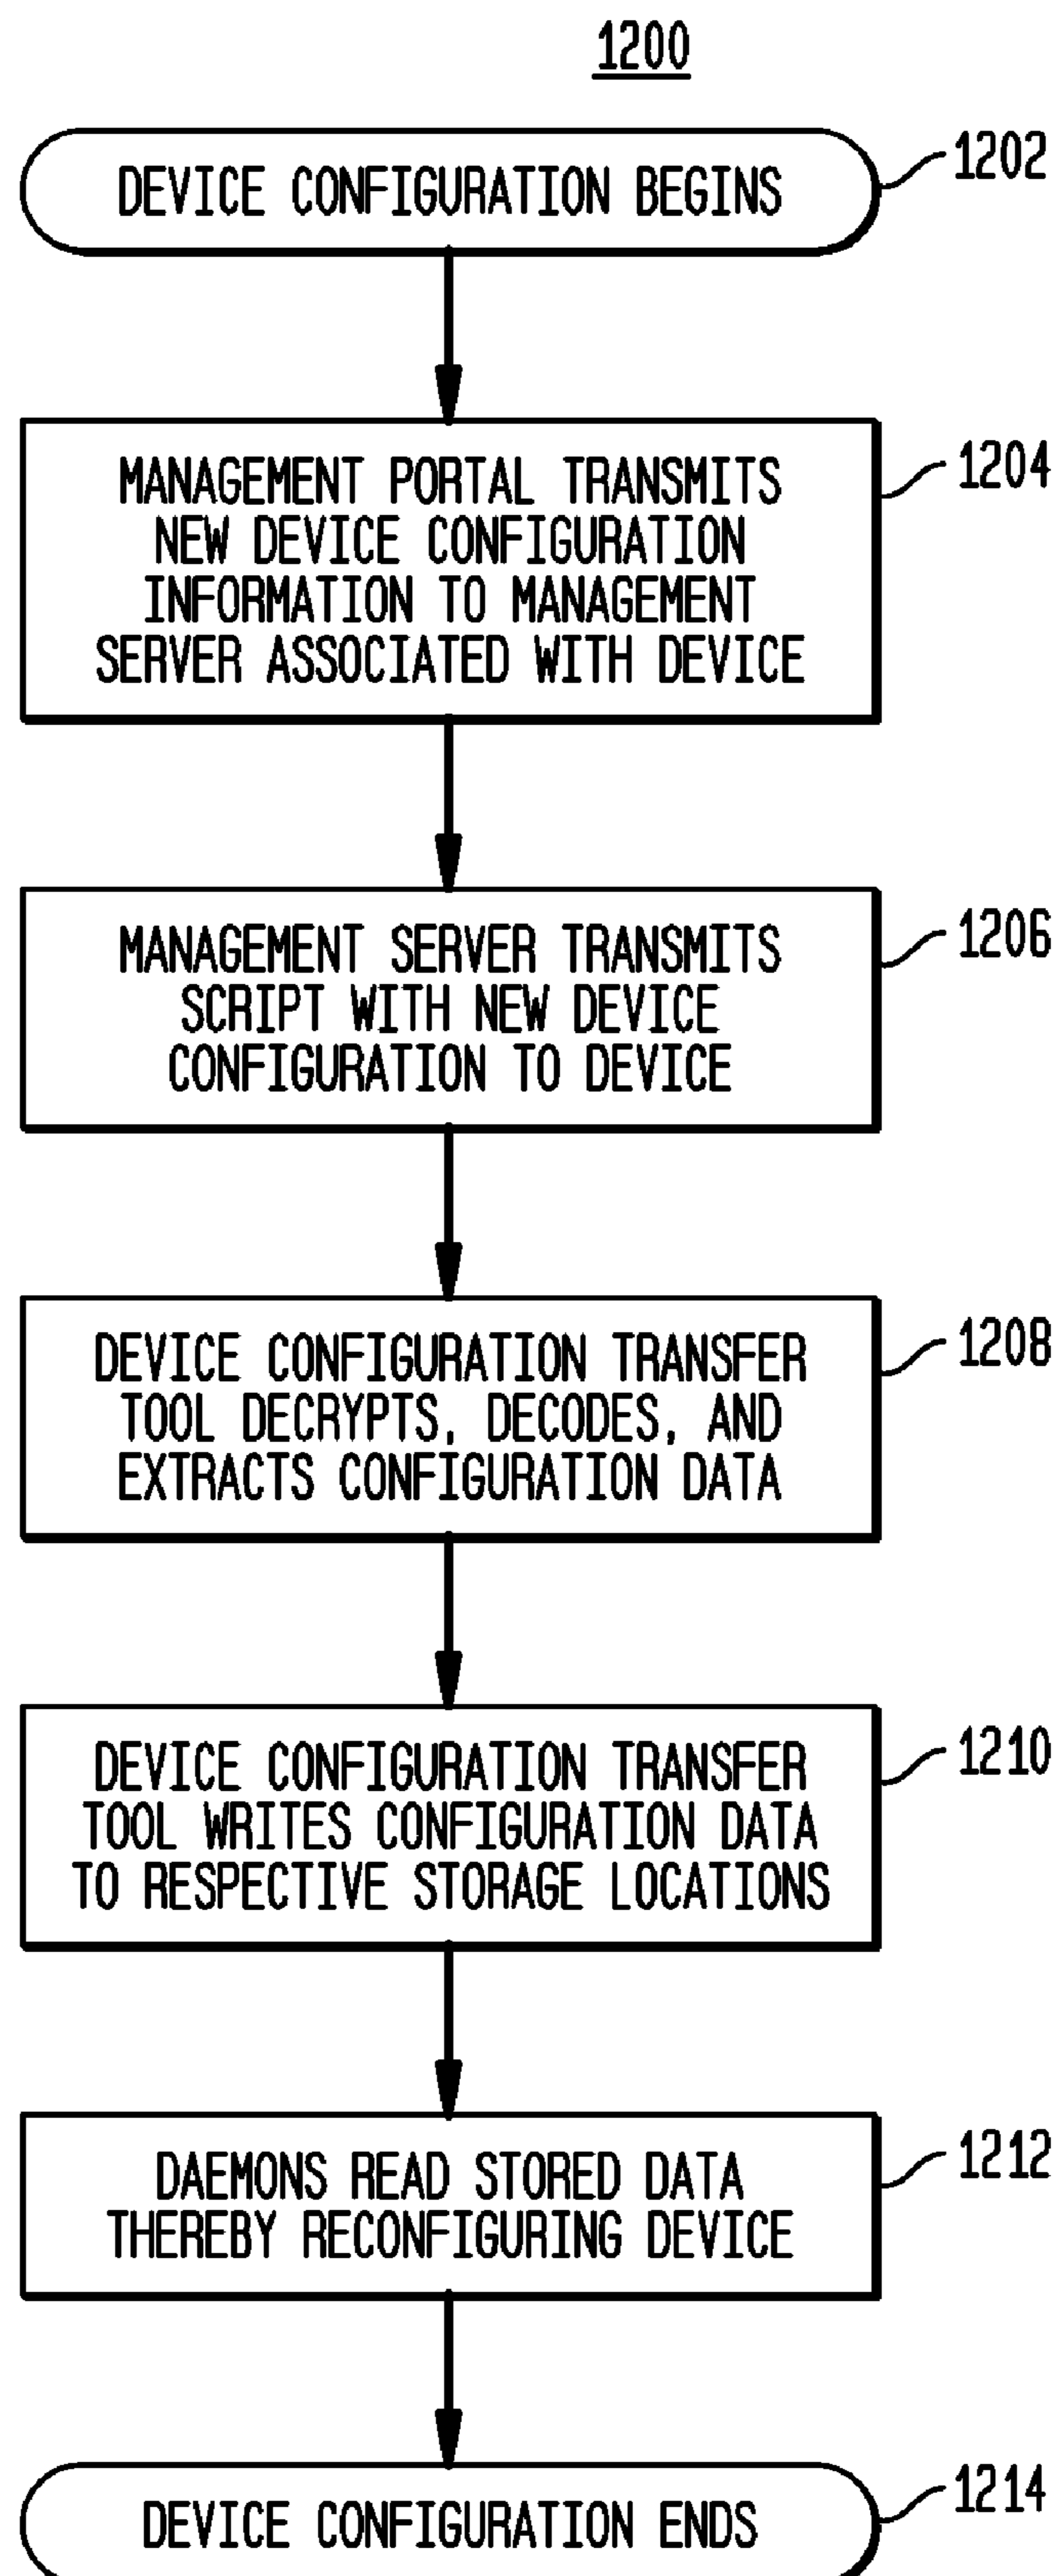 1200
DEVICE CONFIGURATION BEGINS
1202
MANAGEMENT PORTAL TRANSMITS
NEW DEVICE CONFIGURATION
INFORMATION TO MANAGEMENT
SERVER ASSOCIATED WITH DEVICE
1204
MANAGEMENT SERVER TRANSMITS
SCRIPT WITH NEW DEVICE
CONFIGURATION TO DEVICE
1206
DEVICE CONFIGURATION TRANSFER
TOOL DECRYPTS, DECODES, AND
EXTRACTS CONFIGURATION DATA
1208
DEVICE CONFIGURATION TRANSFER
TOOL WRITES CONFIGURATION DATA
TO RESPECTIVE STORAGE LOCATIONS
1210
DAEMONS READ STORED DATA
THEREBY RECONFIGURING DEVICE
1212
DEVICE CONFIGURATION ENDS
1214